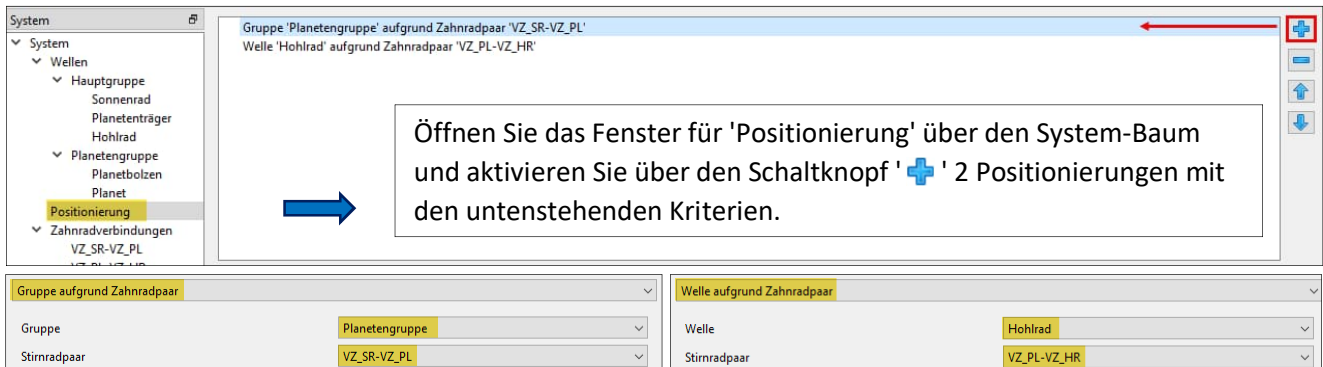 System
System
Wellen
Hauptgruppe
Sonnenrad
Planetenträger
Hohlrad
Planetengruppe
Planetbolzen
Planet
Positionierung
Zahnradverbindungen
VZ_SR-VZ_PL
VZ_PL-VZ_HR
Gruppe 'Planetengruppe' aufgrund Zahnradpaar 'VZ_SR-VZ_PL'
Welle 'Hohlrad' aufgrund Zahnradpaar 'VZ_PL-VZ_HR'
Öffnen Sie das Fenster für 'Positionierung' über den System-Baum
und aktivieren Sie über den Schaltknopf ' ' 2 Positionierungen mit
den untenstehenden Kriterien.
Gruppe aufgrund Zahnradpaar
Gruppe Planetengruppe
Stirnradpaar VZ_SR-VZ_PL
Welle aufgrund Zahnradpaar
Welle Hohlrad
Stirnradpaar VZ_PL-VZ_HR